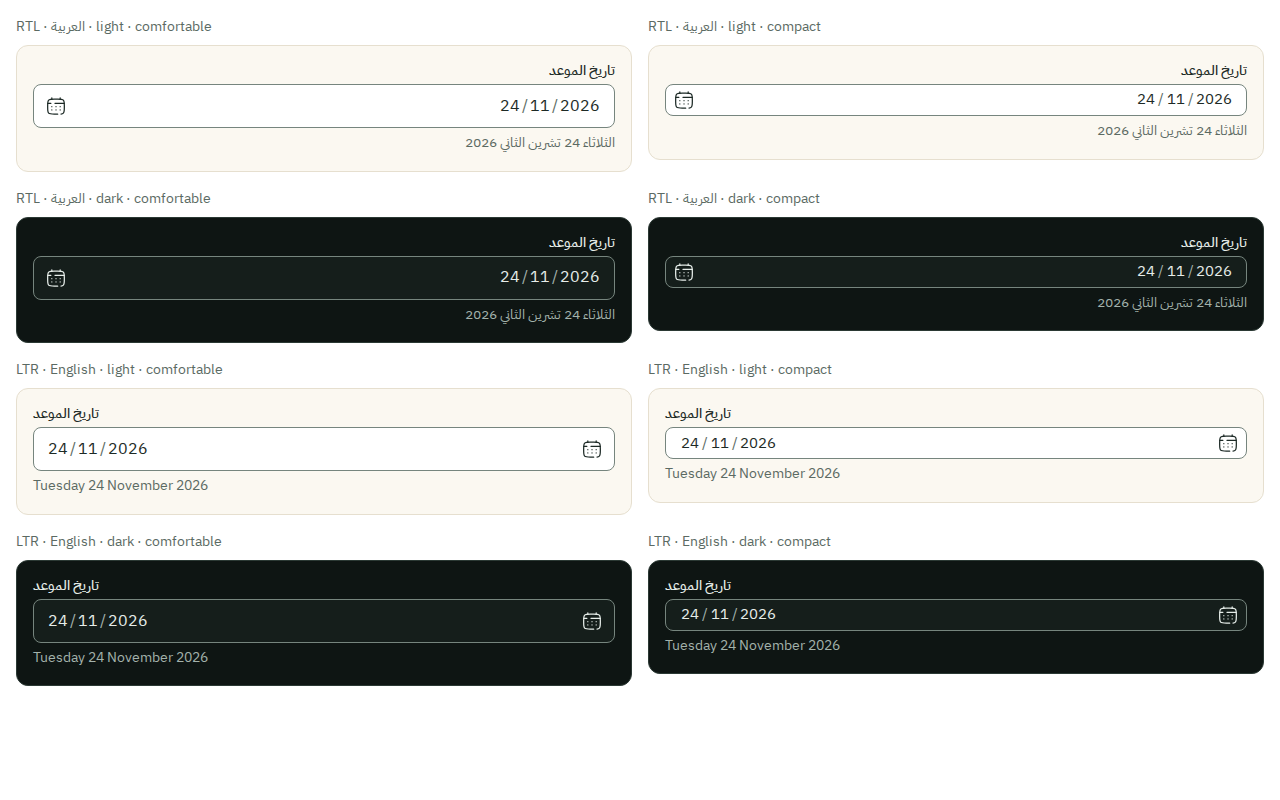 RTL · العربية · light · comfortable
تاريخ الموعد
24/11/2026
الثلاثاء 24 تشرين الثاني 2026
RTL · العربية · light · compact
تاريخ الموعد
24/11/2026
الثلاثاء 24 تشرين الثاني 2026
RTL · العربية · dark · comfortable
تاريخ الموعد
24/11/2026
الثلاثاء 24 تشرين الثاني 2026
RTL · العربية · dark · compact
تاريخ الموعد
24/11/2026
الثلاثاء 24 تشرين الثاني 2026
LTR · English · light · comfortable
تاريخ الموعد
24/11/2026
Tuesday 24 November 2026
LTR · English · light · compact
تاريخ الموعد
24/11/2026
Tuesday 24 November 2026
LTR · English · dark · comfortable
تاريخ الموعد
24/11/2026
Tuesday 24 November 2026
LTR · English · dark · compact
تاريخ الموعد
24/11/2026
Tuesday 24 November 2026